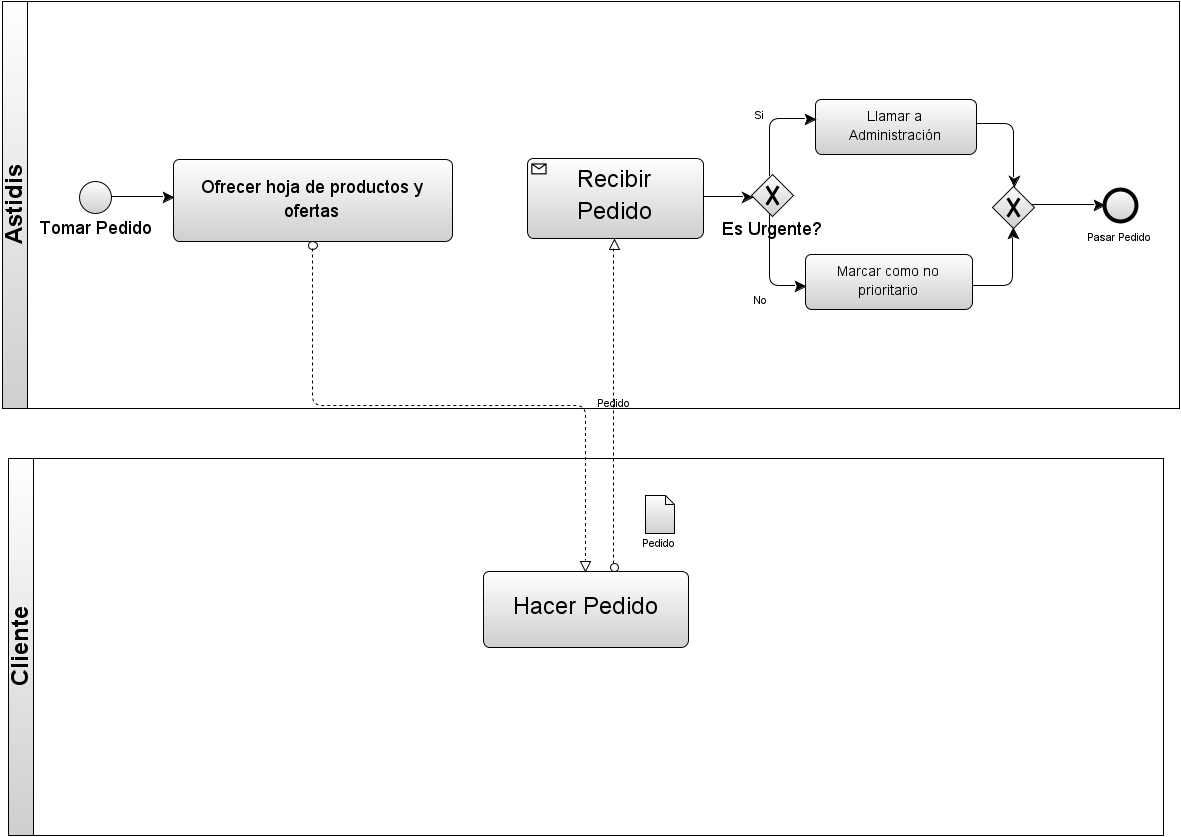 Astidis
Tomar Pedido
Ofrecer hoja de productos y
ofertas
Recibir
Pedido
Es Urgente?
Si
No
Llamar a
Administración
Marcar como no
prioritario
Pasar Pedido
Pedido
Cliente
Pedido
Hacer Pedido